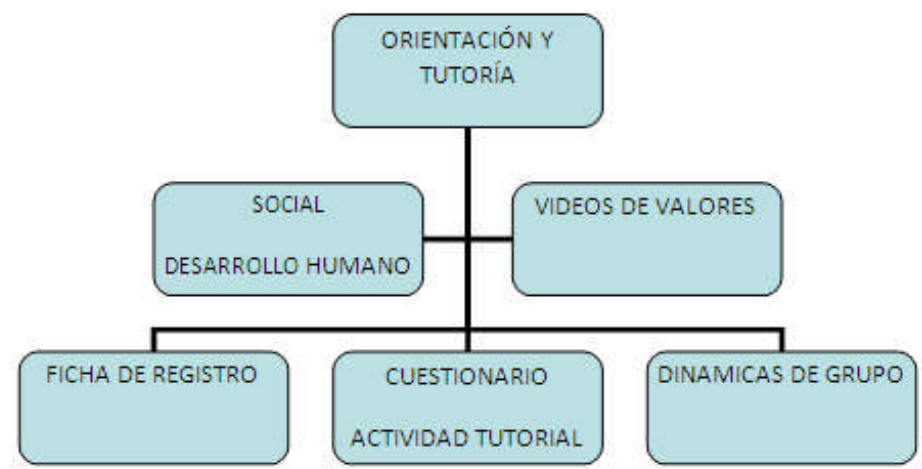 ORIENTACIÓN Y
TUTORÍA
SOCIAL
DESARROLLO HUMANO
VIDEOS DE VALORES
FICHA DE REGISTRO
CUESTIONARIO
ACTIVIDAD TUTORIAL
DINAMICAS DE GRUPO